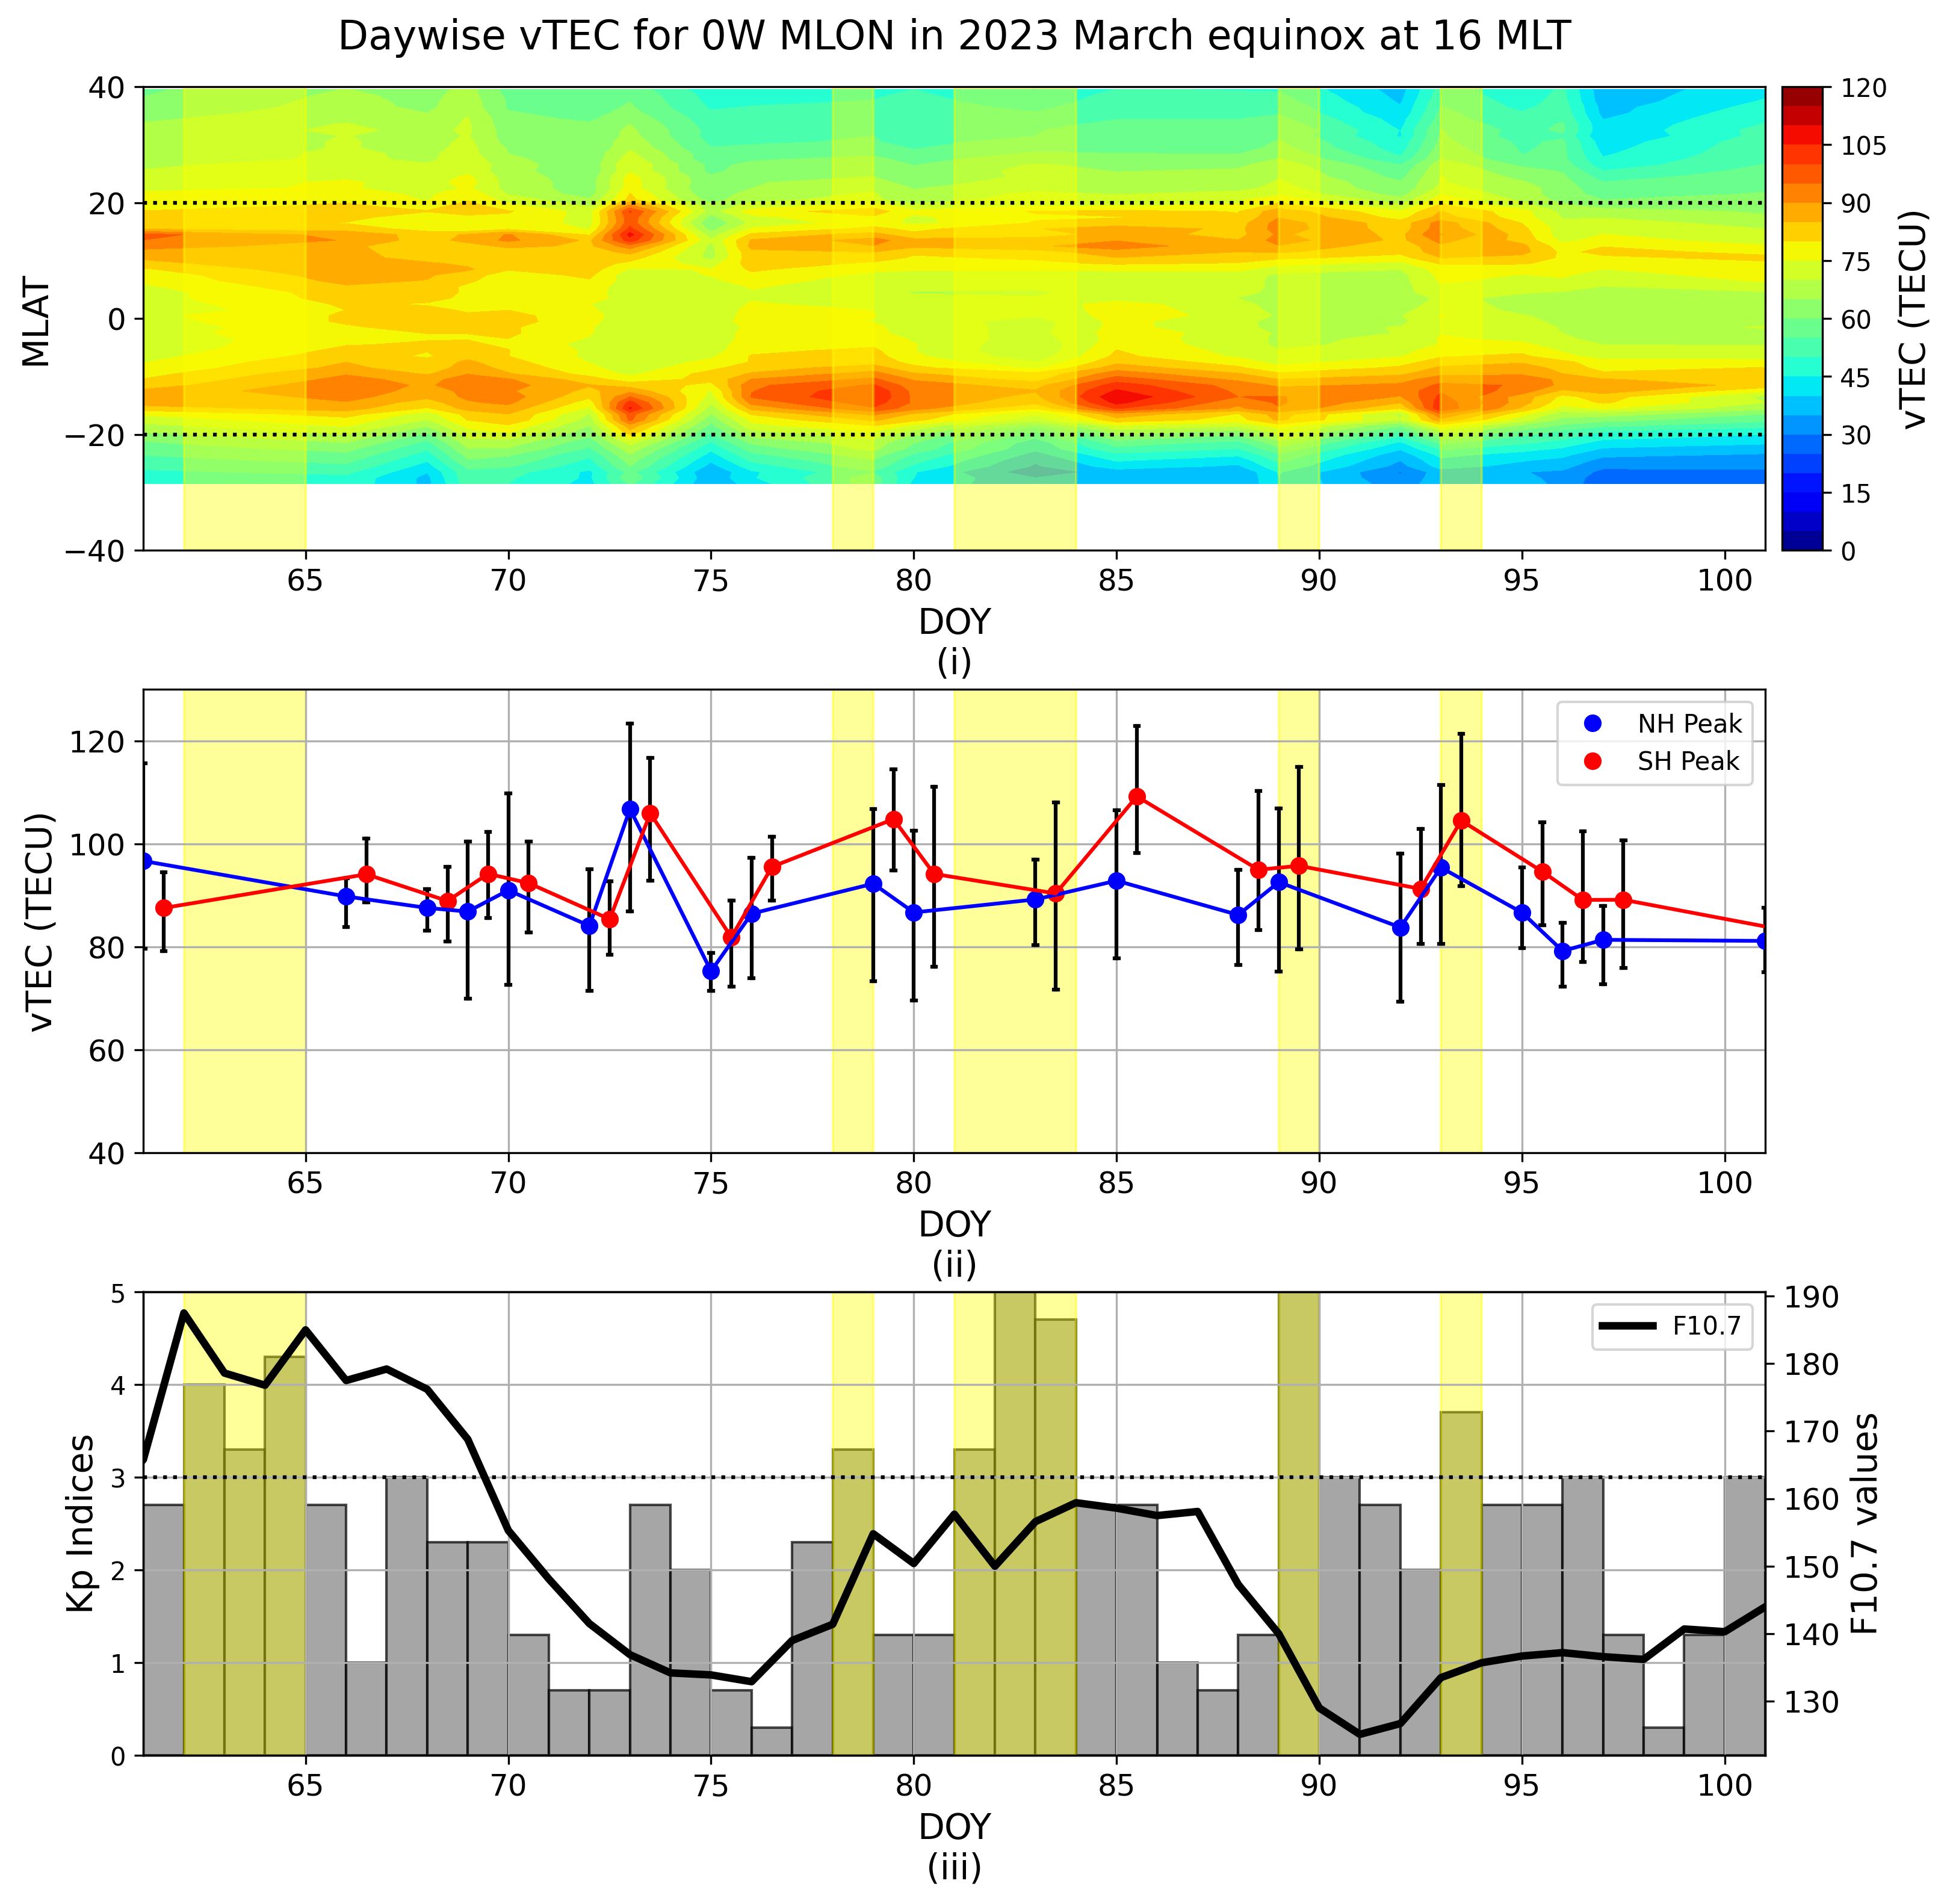 Daywise vTEC for 0W MLON in 2023 March equinox at 16 MLT
40
20
0
−20
−40
MLAT
65 70 75 80 85 90 95 100
DOY
(i)
120
105
90
75
60
45
30
15
0
vTEC (TECU)
120
100
80
60
40
vTEC (TECU)
NH Peak
SH Peak
65 70 75 80 85 90 95 100
DOY
(ii)
5
4
3
2
1
0
Kp Indices
F10.7
190
180
170
160
150
140
130
F10.7 values
65 70 75 80 85 90 95 100
DOY
(iii)